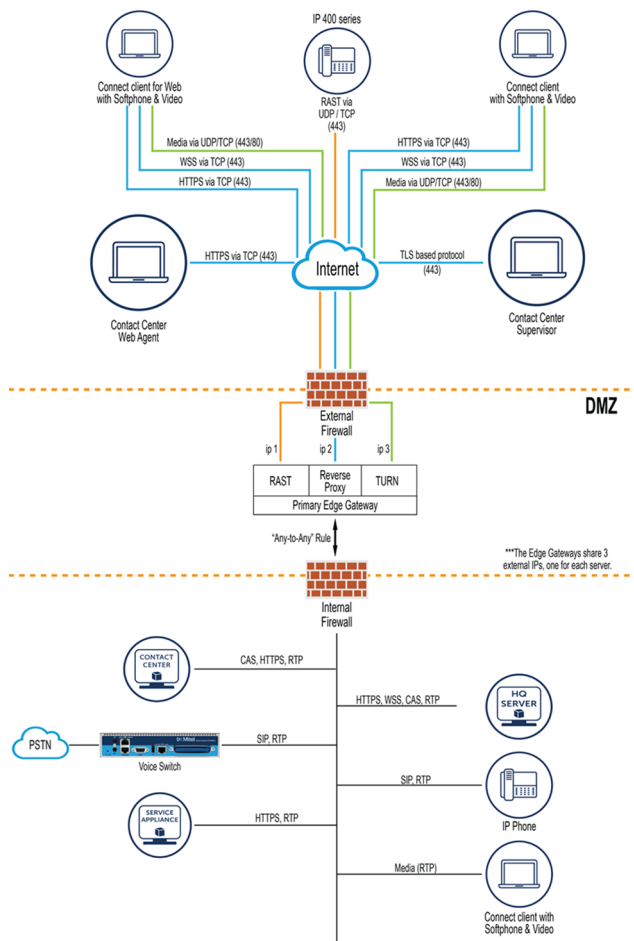 IP 400 series
Connect client for Web
with Softphone & Video
RAST via
UDP / TCP
(443)
Connect client
with Softphone & Video
Media via UDP/TCP (443/80)
WSS via TCP (443)
HTTPS via TCP (443)
HTTPS via TCP (443)
WSS via TCP (443)
Media via UDP/TCP (443/80)
HTTPS via TCP (443)
Internet
TLS based protocol
(443)
Contact Center
Web Agent
Contact Center
Supervisor
DMZ
External
Firewall
ip 1
ip 2
ip 3
RAST
Reverse
Proxy
TURN
Primary Edge Gateway
"Any-to-Any" Rule
***The Edge Gateways share 3
external IPs, one for each server.
Internal
Firewall
CONTACT
CENTER
CAS, HTTPS, RTP
HTTPS, WSS, CAS, RTP
HQ
SERVER
PSTN
Mitel
SIP, RTP
Voice Switch
SIP, RTP
IP Phone
SERVICE
APPLIANCE
HTTPS, RTP
Media (RTP)
Connect client with
Softphone & Video